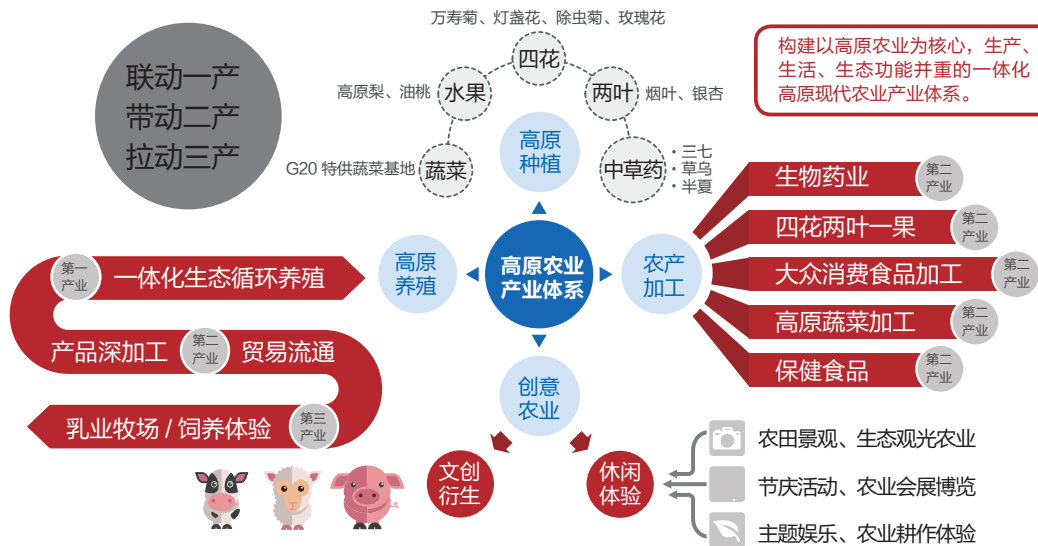 联动一产
带动二产
拉动三产
万寿菊、灯盏花、除虫菊、玫瑰花
四花
高原梨、油桃
水果
两叶
烟叶、银杏
G20 特供蔬菜基地
蔬菜
高原
种植
中草药
·三七
·草乌
·半夏
构建以高原农业为核心，生产、
生活、生态功能并重的一体化
高原现代农业产业体系。
高原农业
产业体系
高原
养殖
第一
产业
一体化生态循环养殖
产品深加工
第二
产业
贸易流通
乳业牧场 / 饲养体验
第三
产业
农产
加工
生物药业
第二
产业
四花两叶一果
第二
产业
大众消费食品加工
第二
产业
高原蔬菜加工
第二
产业
保健食品
第二
产业
创意
农业
文创
衍生
休闲
体验
农田景观、生态观光农业
节庆活动、农业会展博览
主题娱乐、农业耕作体验